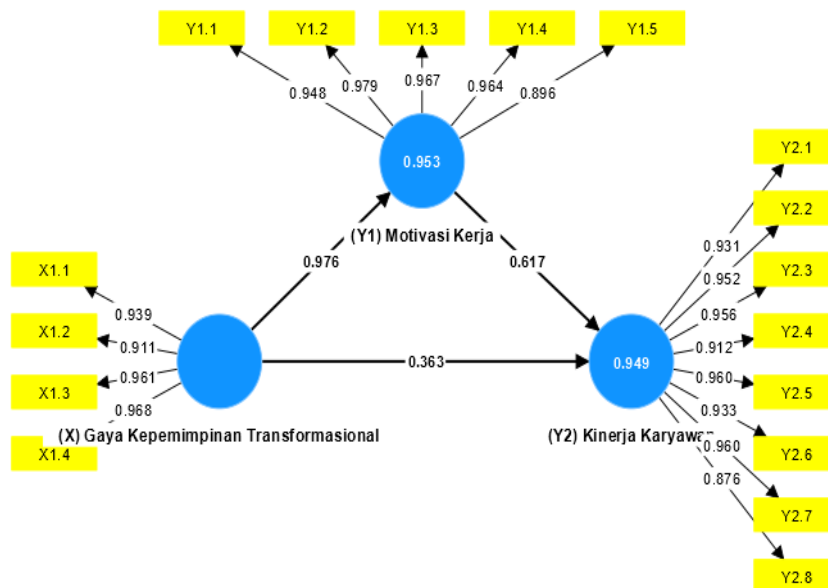 Y1.1
Y1.2
Y1.3
Y1.4
Y1.5
0.948
0.979
0.967
0.964
0.896
0.953
(Y1) Motivasi Kerja
0.976
0.617
X1.1
X1.2
X1.3
X1.4
0.939
0.911
0.961
0.968
(X) Gaya Kepemimpinan Transformasional
0.363
0.949
(Y2) Kinerja Karyawan
0.931
0.952
0.956
0.912
0.960
0.933
0.960
0.876
Y2.1
Y2.2
Y2.3
Y2.4
Y2.5
Y2.6
Y2.7
Y2.8